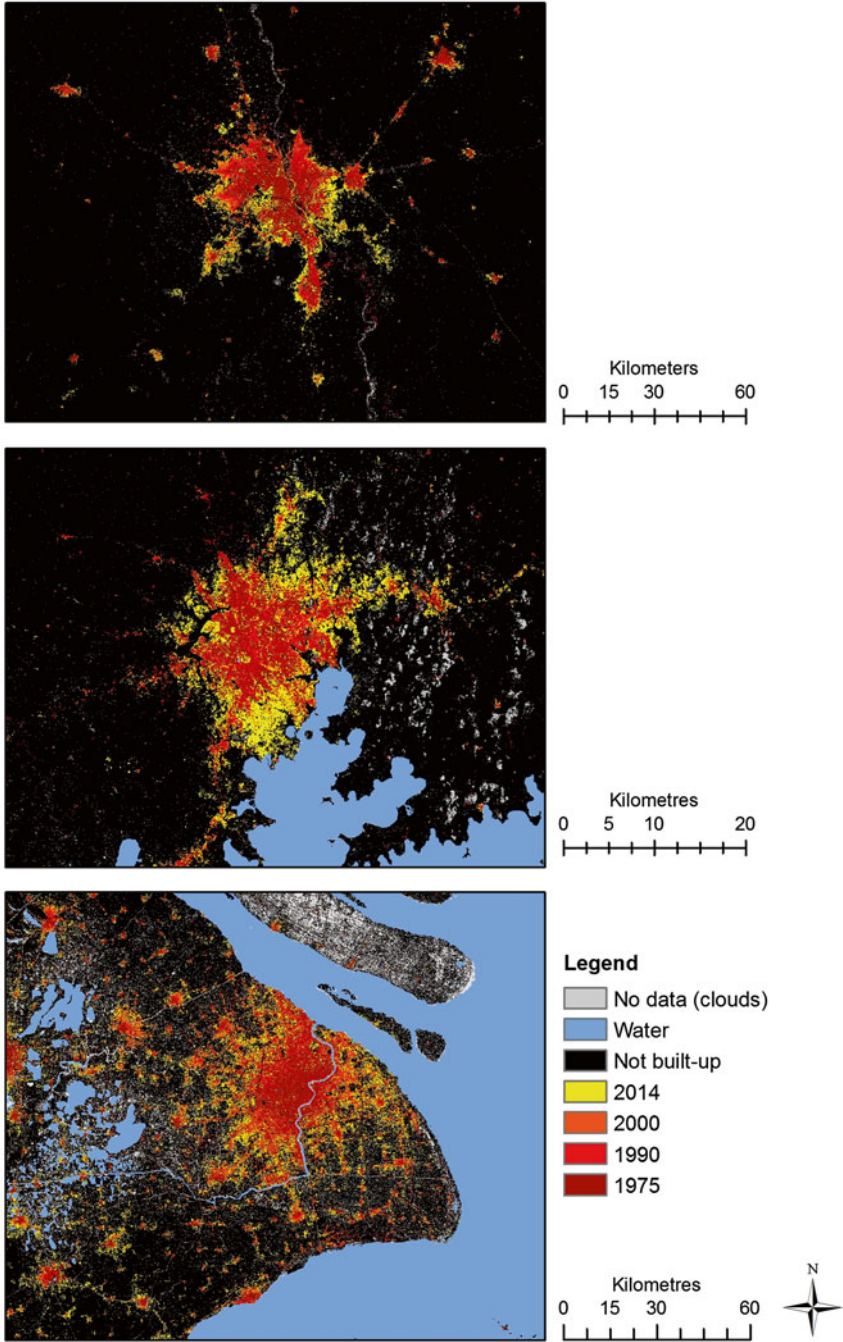 Kilometers
0 15 30 60
Kilometres
0 5 10 20
Legend
No data (clouds)
Water
Not built-up
2014
2000
1990
1975
Kilometres
0 15 30 60
N